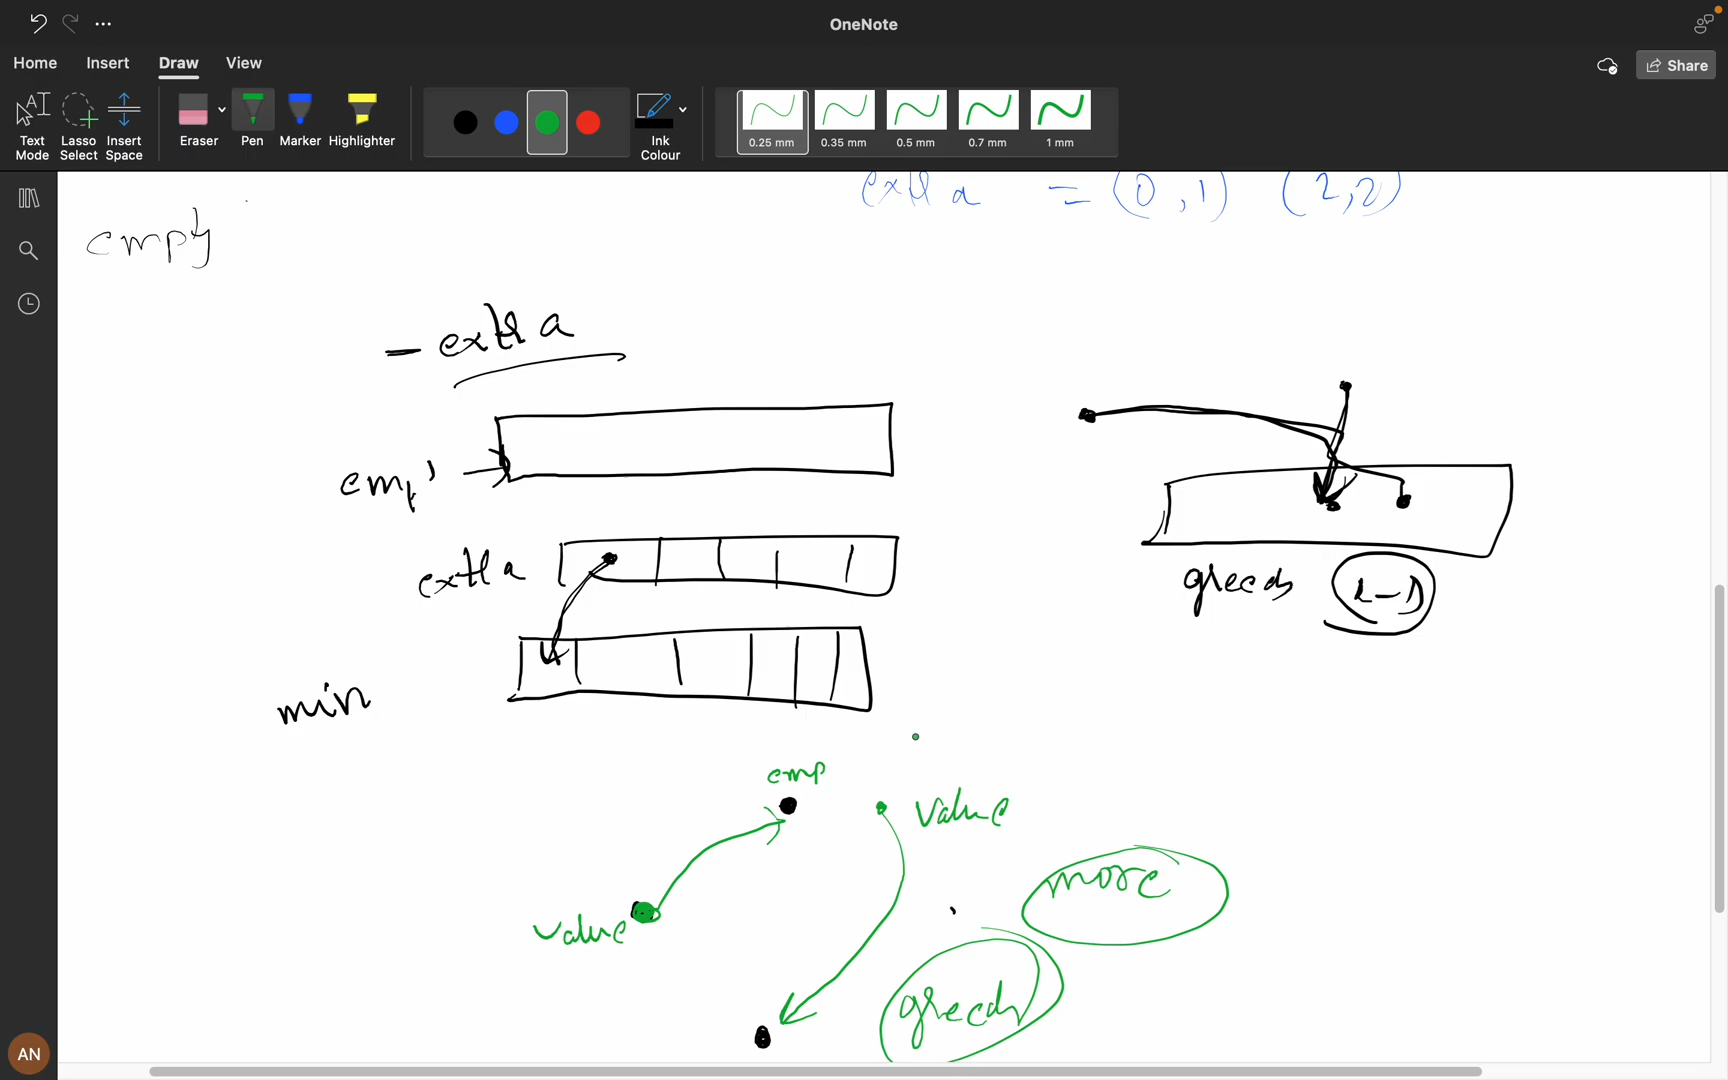 OneNote
Home Insert Draw View
Share
Text Mode
Lasso Select
Insert Space
Eraser
Pen
Marker
Highlighter
Ink Colour
0.25 mm
0.35 mm
0.5 mm
0.7 mm
1 mm
extra = (0,1) (2,2)
empty
- extra
emp
extra
greedy
min
emp
value
value
more
greedy
AN